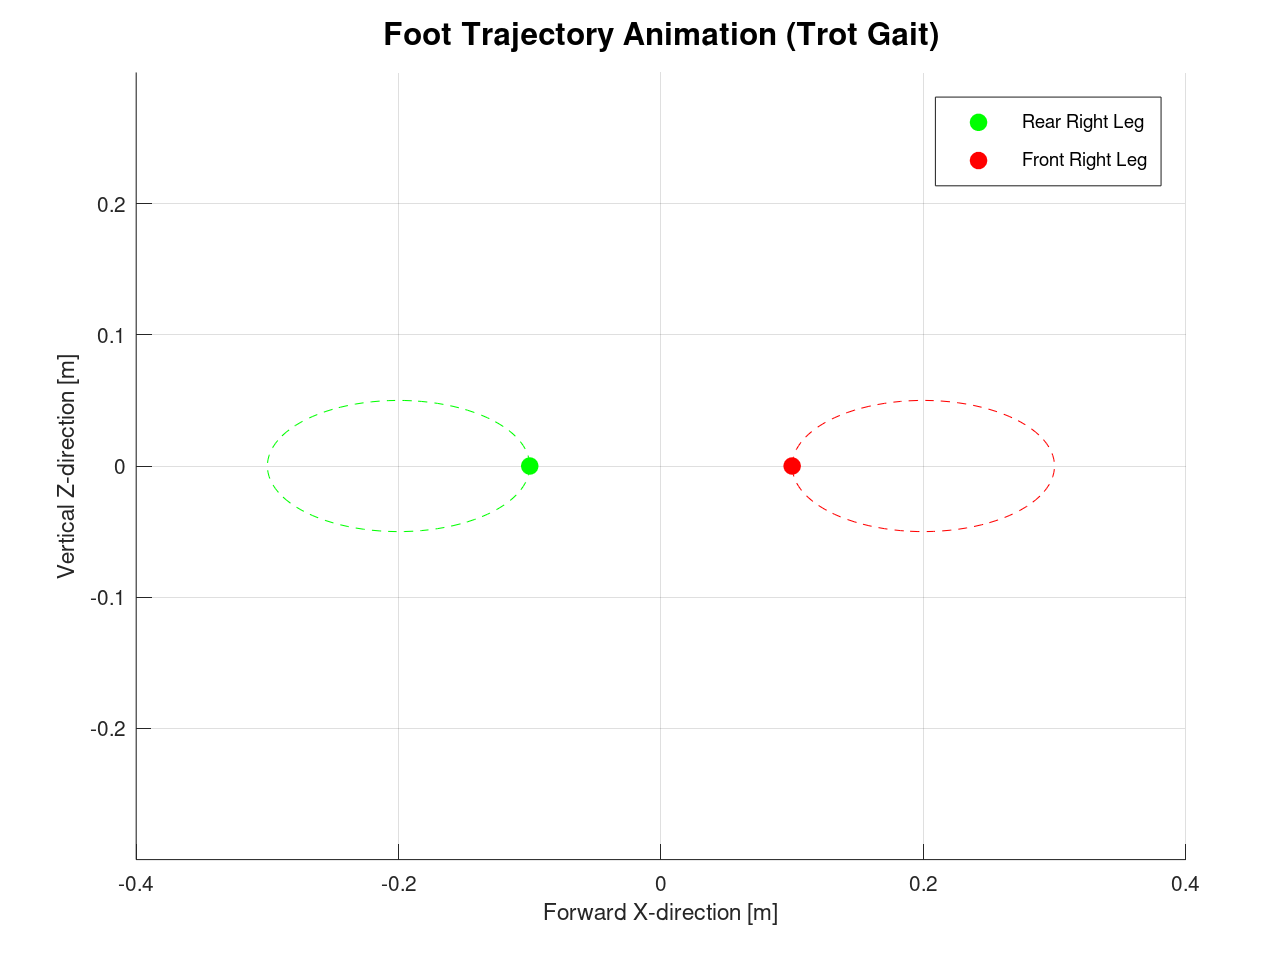 Foot Trajectory Animation (Trot Gait)
Rear Right Leg
Front Right Leg
0.2
0.1
0
-0.1
-0.2
Vertical Z-direction [m]
-0.4
-0.2
0
0.2
0.4
Forward X-direction [m]